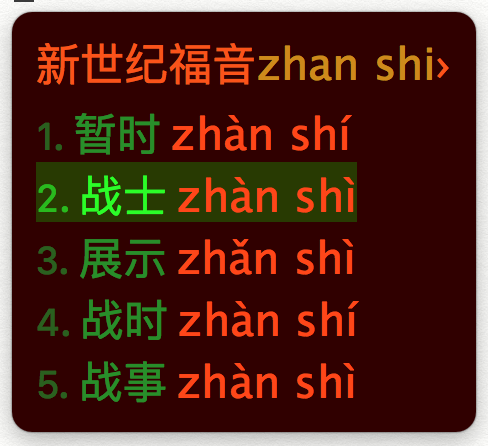 新世纪福音zhan shi›
1. 暂时 zhàn shí
2. 战士 zhàn shì
3. 展示 zhǎn shì
4. 战时 zhàn shí
5. 战事 zhàn shì